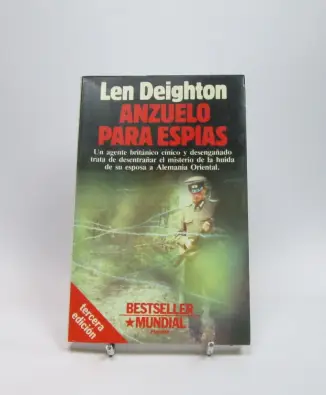 Len Deighton
ANZUELO
PARA ESPIAS
Un agente británico cínico y desengañado
trata de desentrañar el misterio de la huida
de su esposa a Alemania Oriental.
tercera
edición
BESTSELLER
MUNDIAL